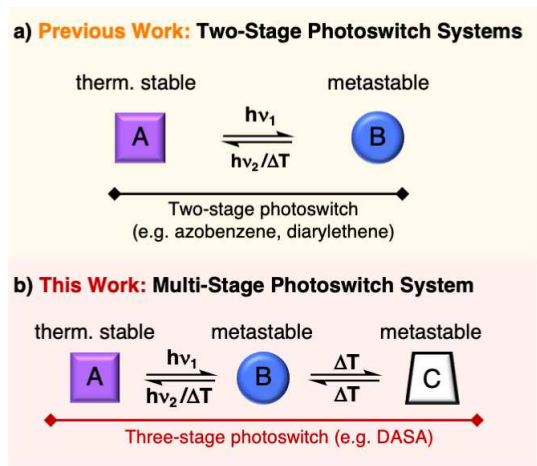 a) Previous Work: Two-Stage Photoswitch Systems
therm. stable metastable
A hν₁ B
hν₂/ΔT
Two-stage photoswitch
(e.g. azobenzene, diarylethene)
b) This Work: Multi-Stage Photoswitch System
therm. stable metastable metastable
A hν₁ B ΔT C
hν₂/ΔT ΔT
Three-stage photoswitch (e.g. DASA)